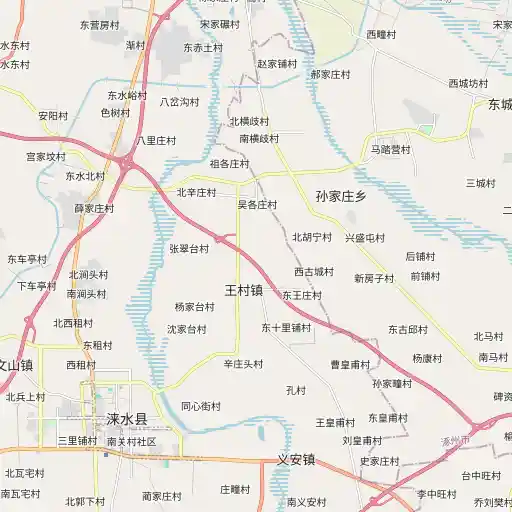 宋家碾村
东营房村
西疃村
渐村
东赤土村
水东村
赵家铺村
郝家庄村
水东村
西城坊村
东水峪村
八岔沟村
东城
安阳村
色树村
北横歧村
八里庄村
南横歧村
马踏营村
宫家坟村
祖各庄村
东水北村
三城村
北辛庄村
孙家庄乡
薛家庄村
吴各庄村
北胡宁村
兴盛屯村
张翠台村
东车亭村
后铺村
北涧头村
西古城村
新房子村
前铺村
下车亭村
王村镇
南涧头村
东王庄村
杨家台村
北西租村
沈家台村
东十里铺村
东古邱村
北马村
东租村
杨康村
南马村
文山镇
西租村
辛庄头村
曹皇甫村
孙家疃村
孔村
北兵上村
碑资
同心街村
涞水县
王皇甫村
东皇甫村
三里铺村
南关村社区
刘皇甫村
涿州市
义安镇
史家庄村
北瓦宅村
台中旺村
南瓦宅村
蔺家庄村
庄疃村
李中旺村
北郭下村
南义安村
乔刘樊村